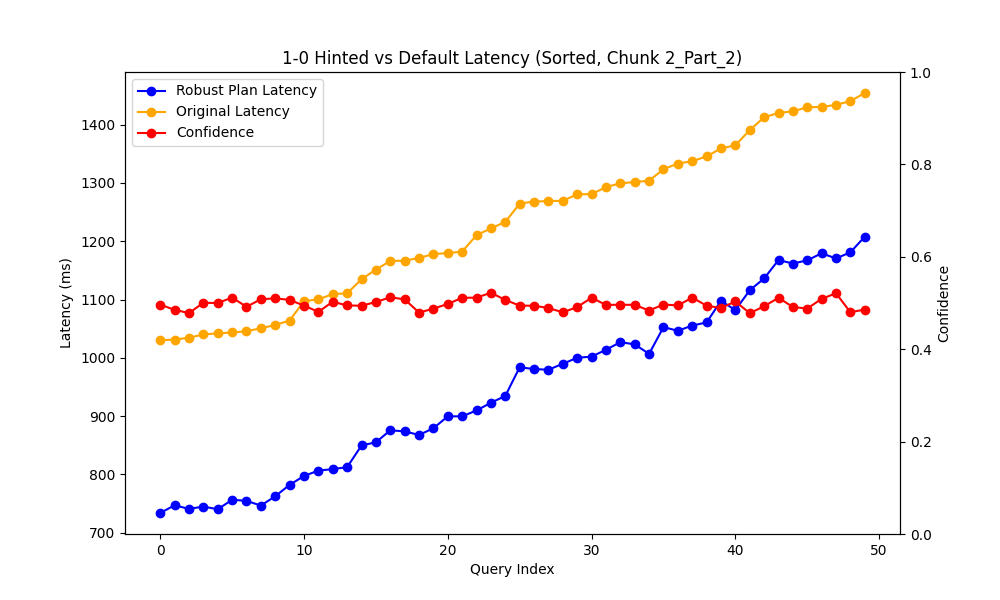 1-0 Hinted vs Default Latency (Sorted, Chunk 2_Part_2)
Robust Plan Latency
Original Latency
Confidence
Latency (ms)
1400
1300
1200
1100
1000
900
800
700
1.0
0.8
0.6
0.4
0.2
0.0
Confidence
0 10 20 30 40 50
Query Index